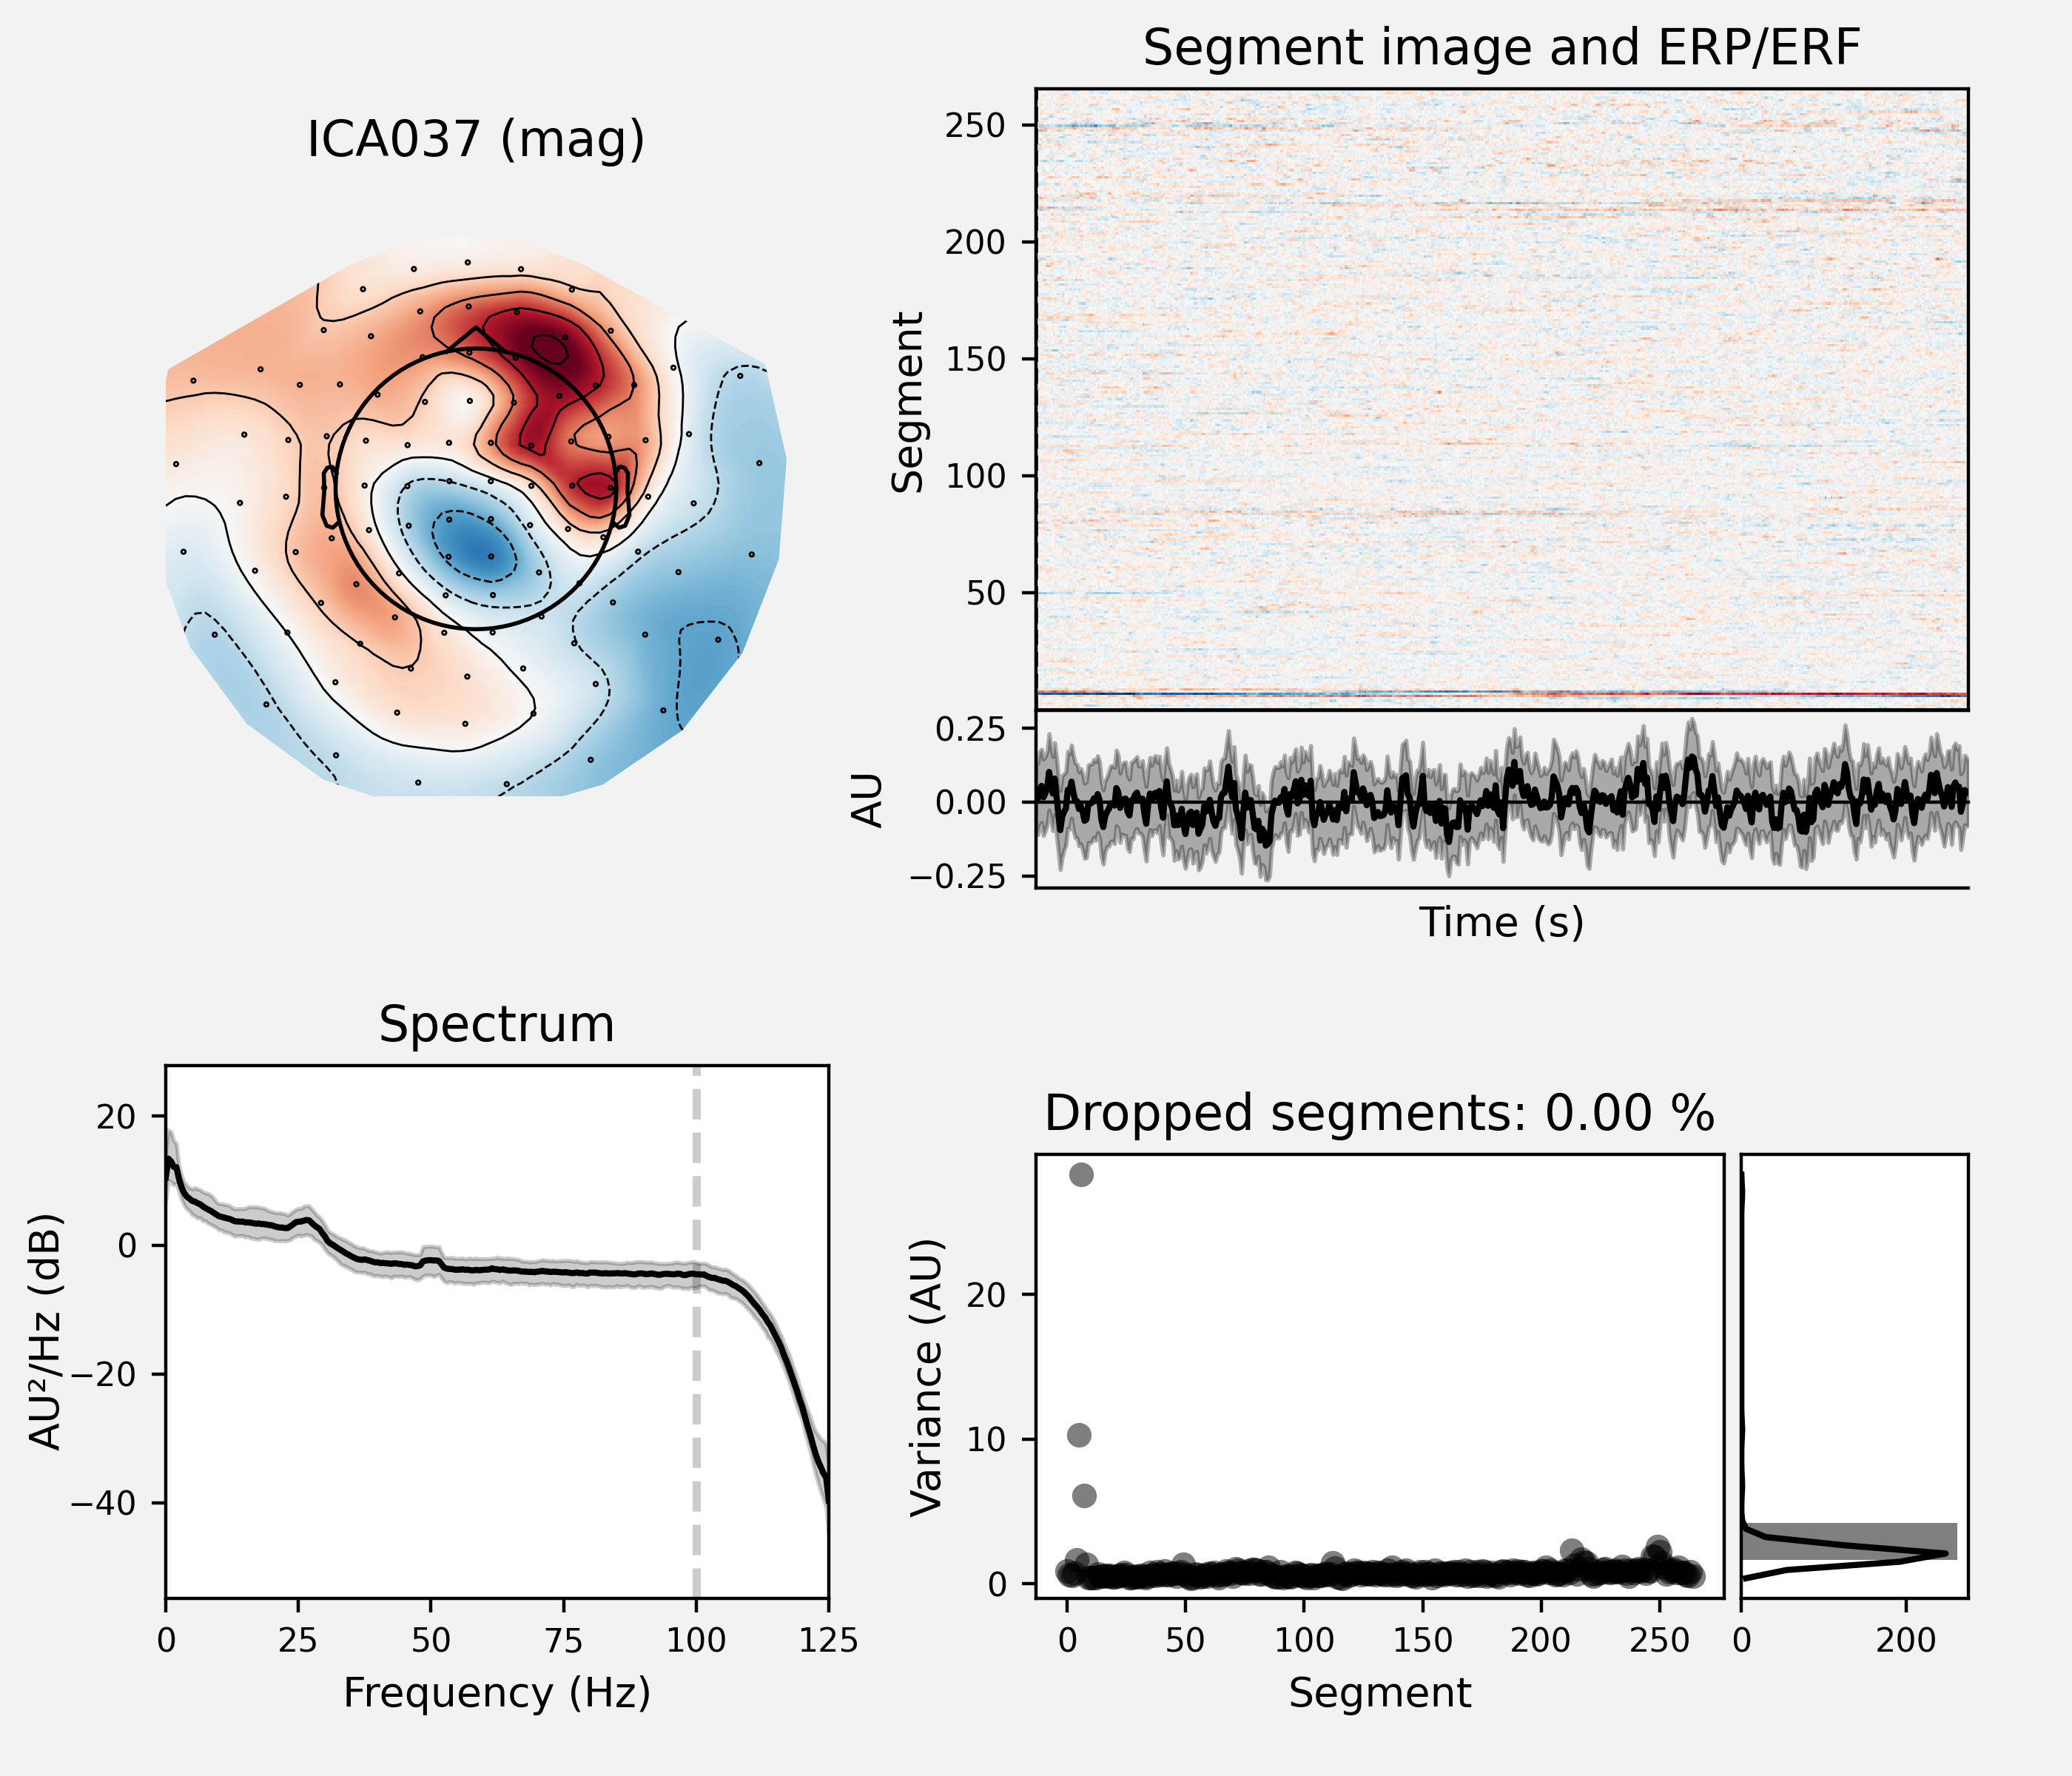 ICA037 (mag)
Segment image and ERP/ERF
Segment
250
200
150
100
50
AU
0.25
0.00
−0.25
Time (s)
Spectrum
AU²/Hz (dB)
20
0
−20
−40
0 25 50 75 100 125
Frequency (Hz)
Dropped segments: 0.00 %
Variance (AU)
20
10
0
0 50 100 150 200 250
Segment
0 200